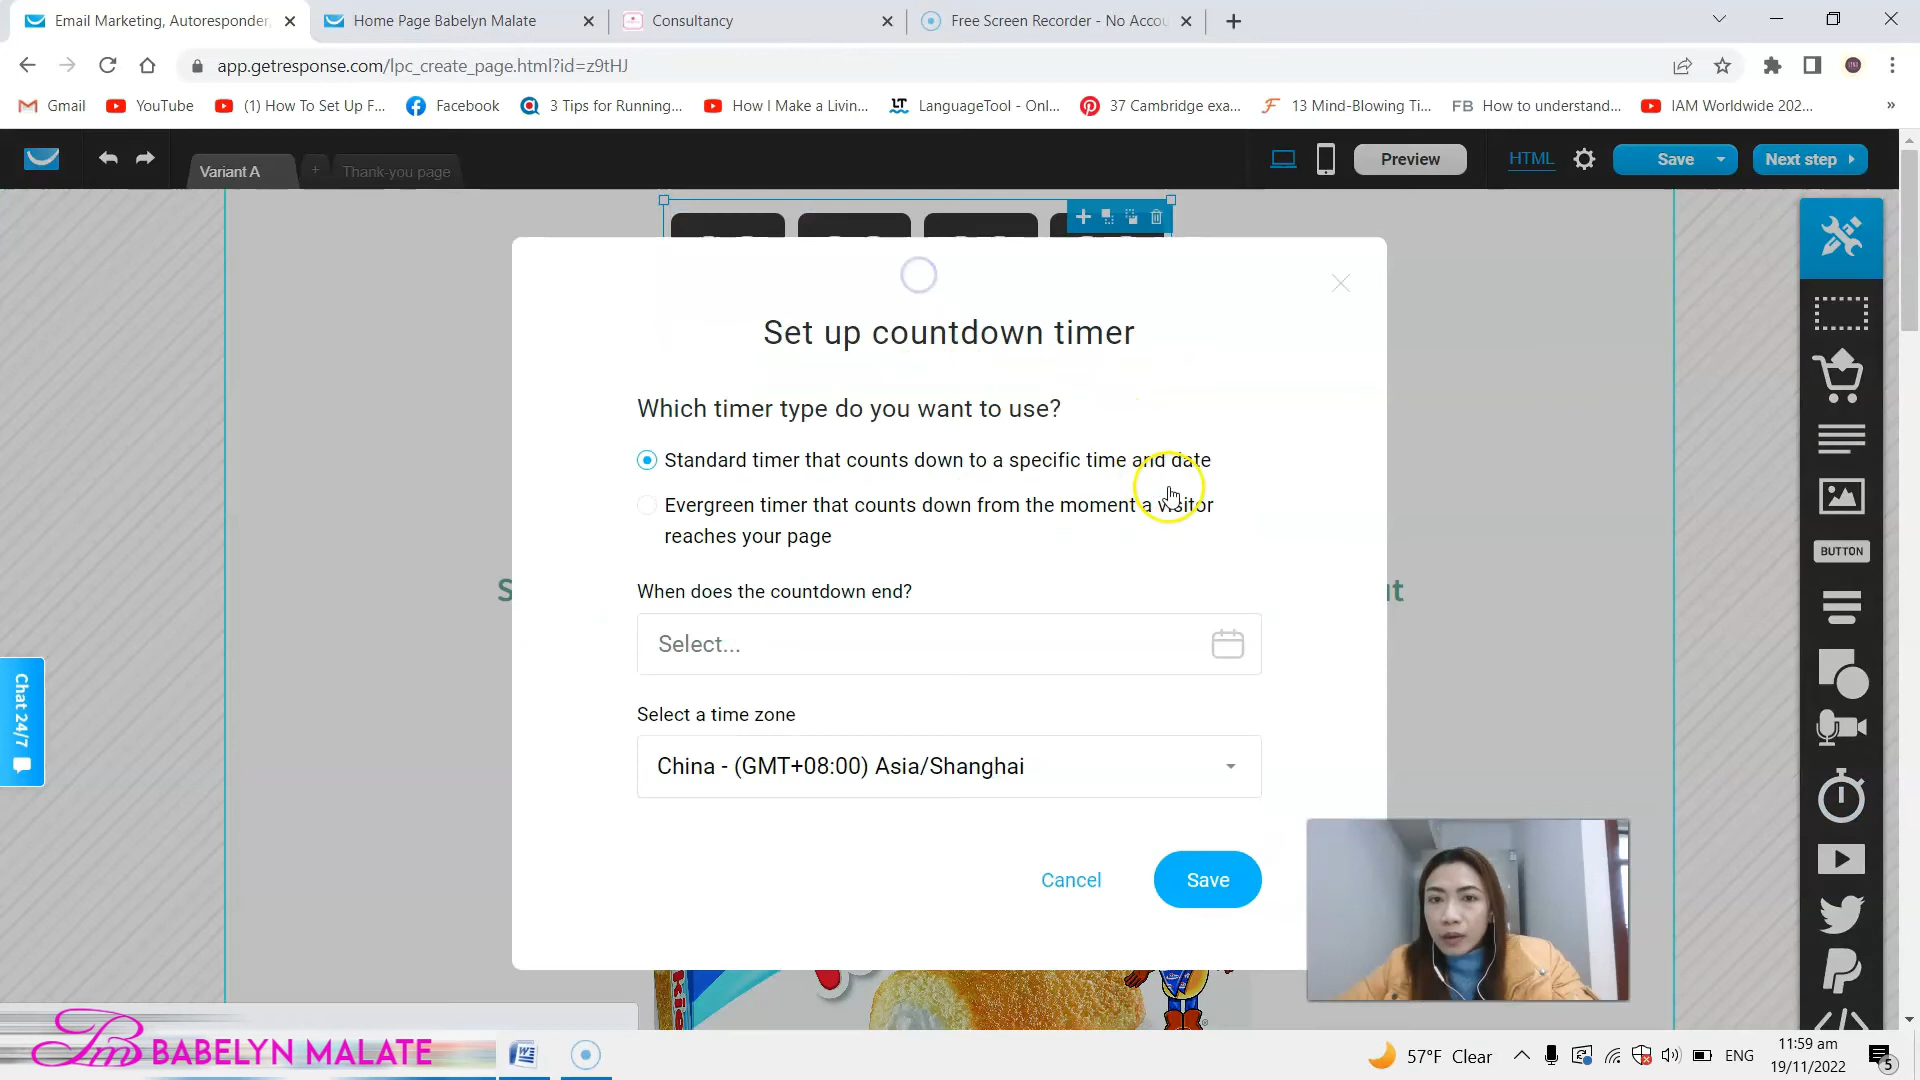 Email Marketing, Autoresponder,
Home Page Babelyn Malate
Consultancy
Free Screen Recorder - No Accou
app.getresponse.com/lpc_create_page.html?id=z9tHJ
Gmail
YouTube
(1) How To Set Up F...
Facebook
3 Tips for Running...
How I Make a Livin...
LanguageTool - Onl...
37 Cambridge exa...
13 Mind-Blowing Ti...
FB How to understand...
IAM Worldwide 202...
Variant A
Thank-you page
Preview
HTML
Save
Next step
Set up countdown timer
Which timer type do you want to use?
Standard timer that counts down to a specific time and date
Evergreen timer that counts down from the moment a visitor
reaches your page
When does the countdown end?
Select...
Select a time zone
China - (GMT+08:00) Asia/Shanghai
Cancel
Save
BUTTON
Chat 24/7
BABELYN MALATE
57°F Clear
ENG
11:59 am
19/11/2022
5